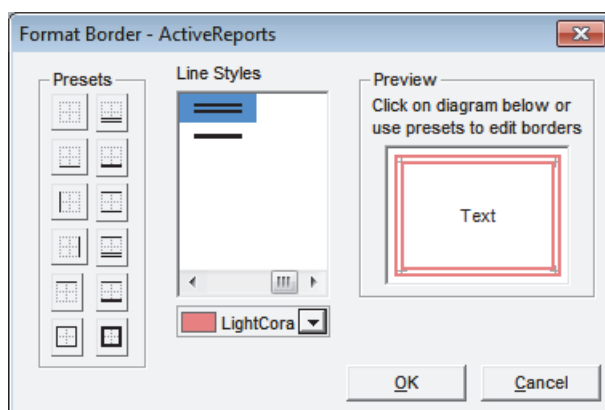 Format Border - ActiveReports
Presets
Line Styles
LightCora
Preview
Click on diagram below or
use presets to edit borders
Text
OK
Cancel